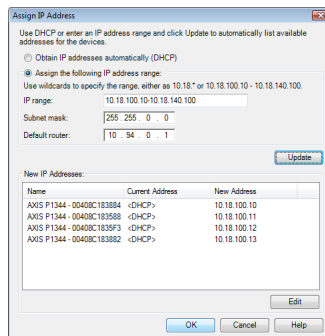 Assign IP Address
Use DHCP or enter an IP address range and click Update to automatically list available
addresses for the devices.
Obtain IP addresses automatically (DHCP)
Assign the following IP address range:
Use wildcards to specify the range, either as 10.18.* or 10.18.100.10 - 10.18.140.100.
IP range: 10.18.100.10-10.18.140.100
Subnet mask: 255 . 255 . 0 . 0
Default router: 10 . 94 . 0 . 1
Update
New IP Addresses:
Name Current Address New Address
AXIS P1344 - 00408C183884 <DHCP> 10.18.100.10
AXIS P1344 - 00408C183588 <DHCP> 10.18.100.11
AXIS P1344 - 00408C1835F3 <DHCP> 10.18.100.12
AXIS P1344 - 00408C183882 <DHCP> 10.18.100.13
Edit
OK Cancel Help